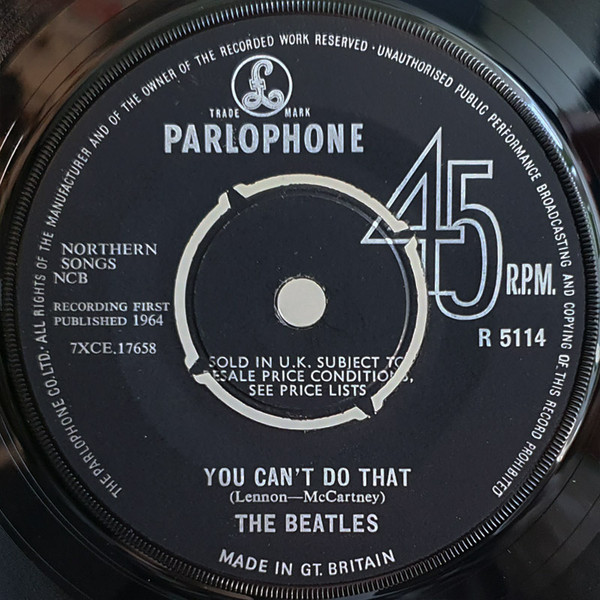 THE PARLOPHONE CO. LTD. · ALL RIGHTS OF THE MANUFACTURER AND OF THE OWNER OF THE RECORDED WORK RESERVED · UNAUTHORISED PUBLIC PERFORMANCE BROADCASTING AND COPYING OF THIS RECORD PROHIBITED
£
TRADE MARK
PARLOPHONE
45
R.P.M.
R 5114
NORTHERN
SONGS
NCB
RECORDING FIRST
PUBLISHED 1964
7XCE.17658
SOLD IN U.K. SUBJECT TO
RESALE PRICE CONDITIONS,
SEE PRICE LISTS
YOU CAN'T DO THAT
(Lennon—McCartney)
THE BEATLES
MADE IN GT. BRITAIN